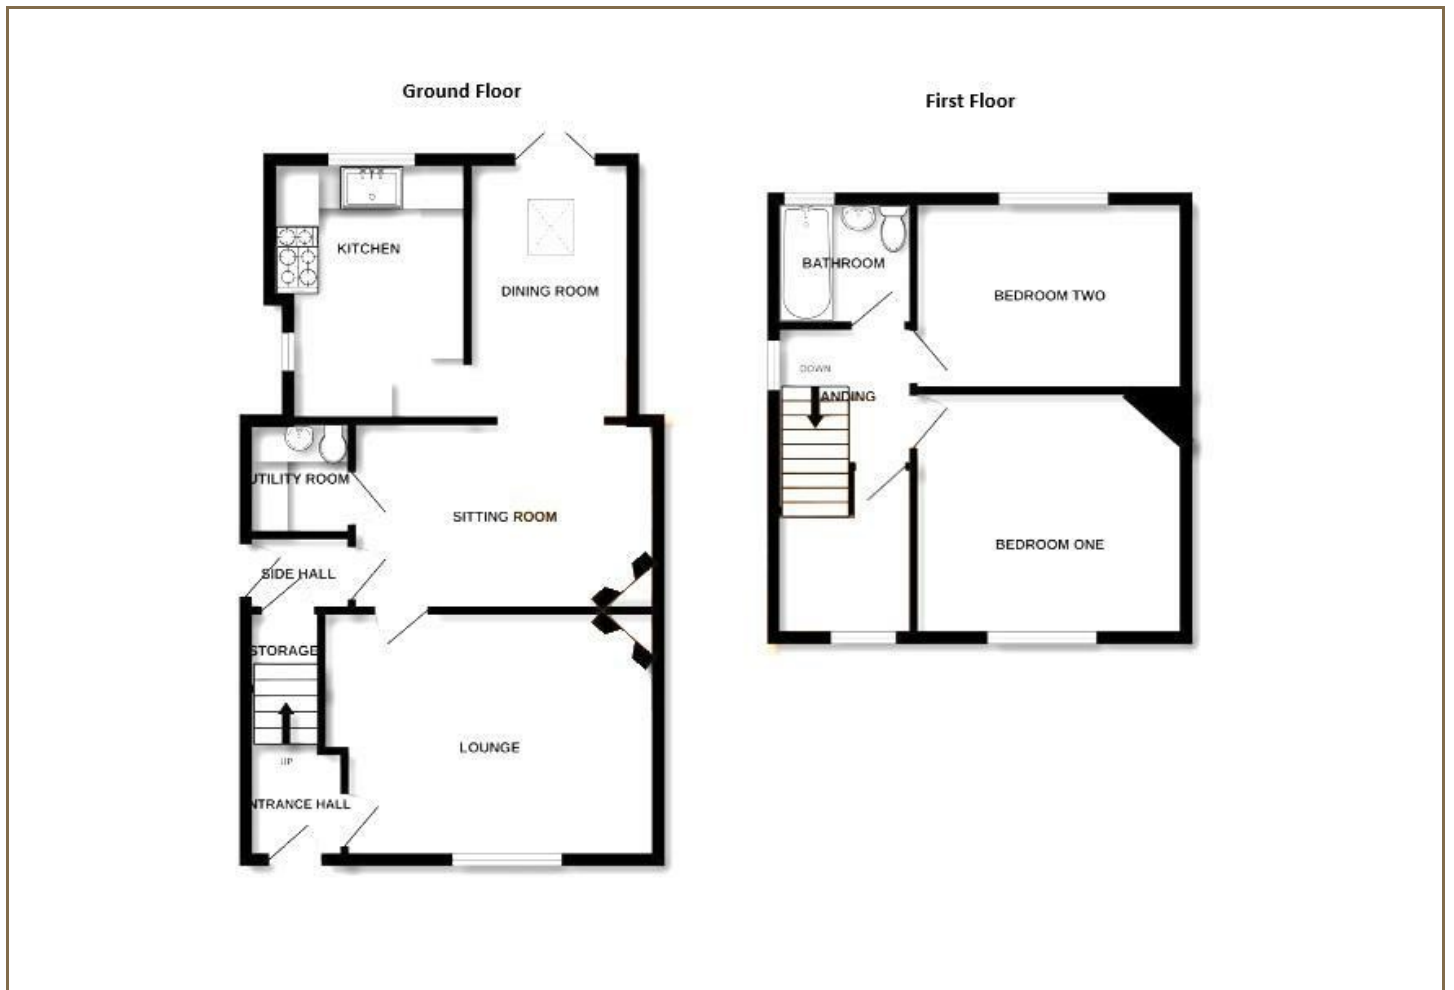 Ground Floor
First Floor
KITCHEN
DINING ROOM
UTILITY ROOM
SITTING ROOM
SIDE HALL
STORAGE
LOUNGE
UP
NTRANCE HALL
BATHROOM
BEDROOM TWO
DOWN
ANDING
BEDROOM ONE